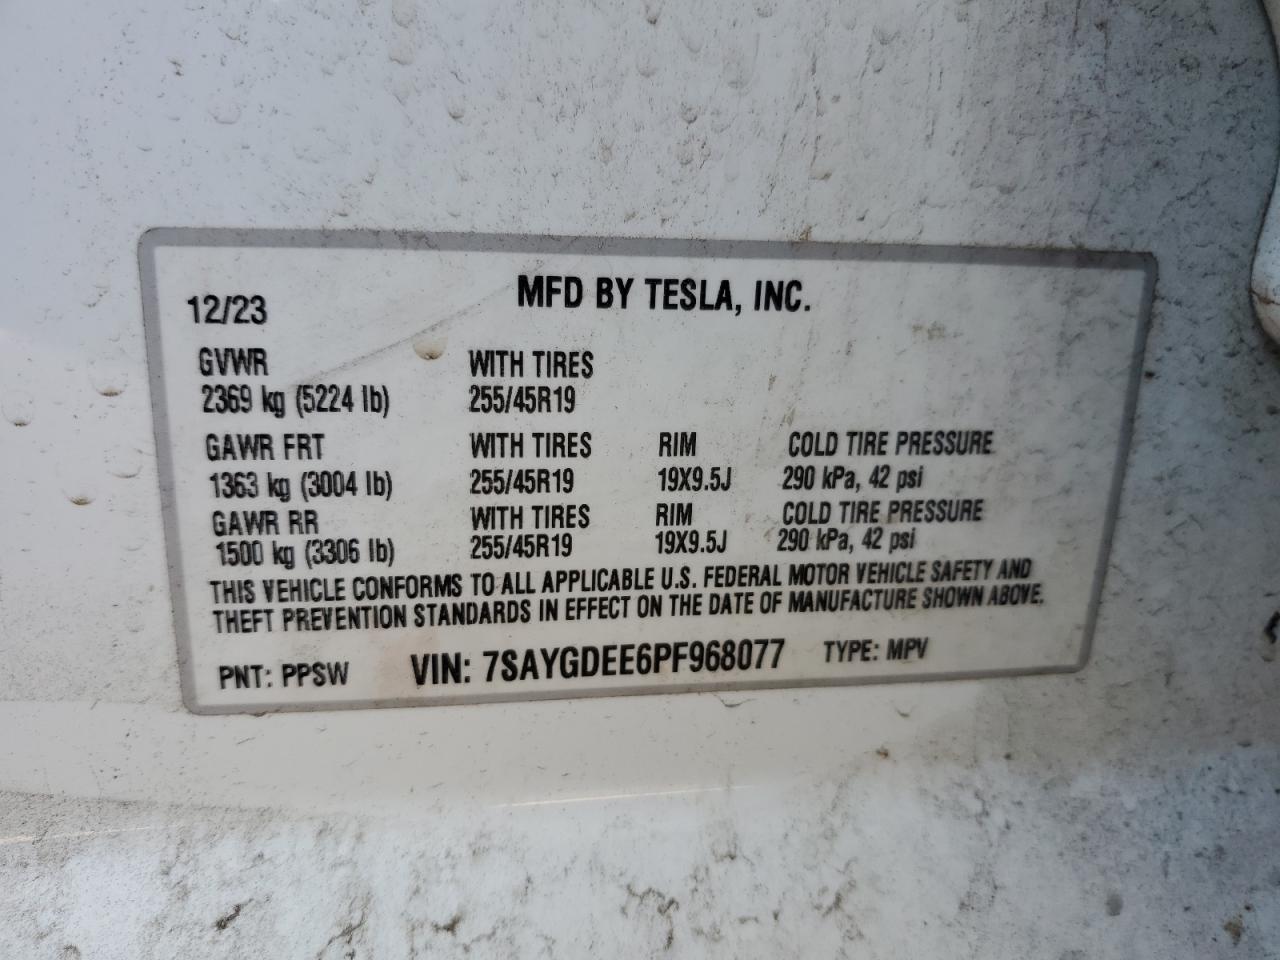 MFD BY TESLA, INC.
12/23
GVWR WITH TIRES
2369 kg (5224 lb) 255/45R19
GAWR FRT WITH TIRES RIM COLD TIRE PRESSURE
1363 kg (3004 lb) 255/45R19 19X9.5J 290 kPa, 42 psi
GAWR RR WITH TIRES RIM COLD TIRE PRESSURE
1500 kg (3306 lb) 255/45R19 19X9.5J 290 kPa, 42 psi
THIS VEHICLE CONFORMS TO ALL APPLICABLE U.S. FEDERAL MOTOR VEHICLE SAFETY AND
THEFT PREVENTION STANDARDS IN EFFECT ON THE DATE OF MANUFACTURE SHOWN ABOVE.
PNT: PPSW VIN: 7SAYGDEE6PF968077 TYPE: MPV